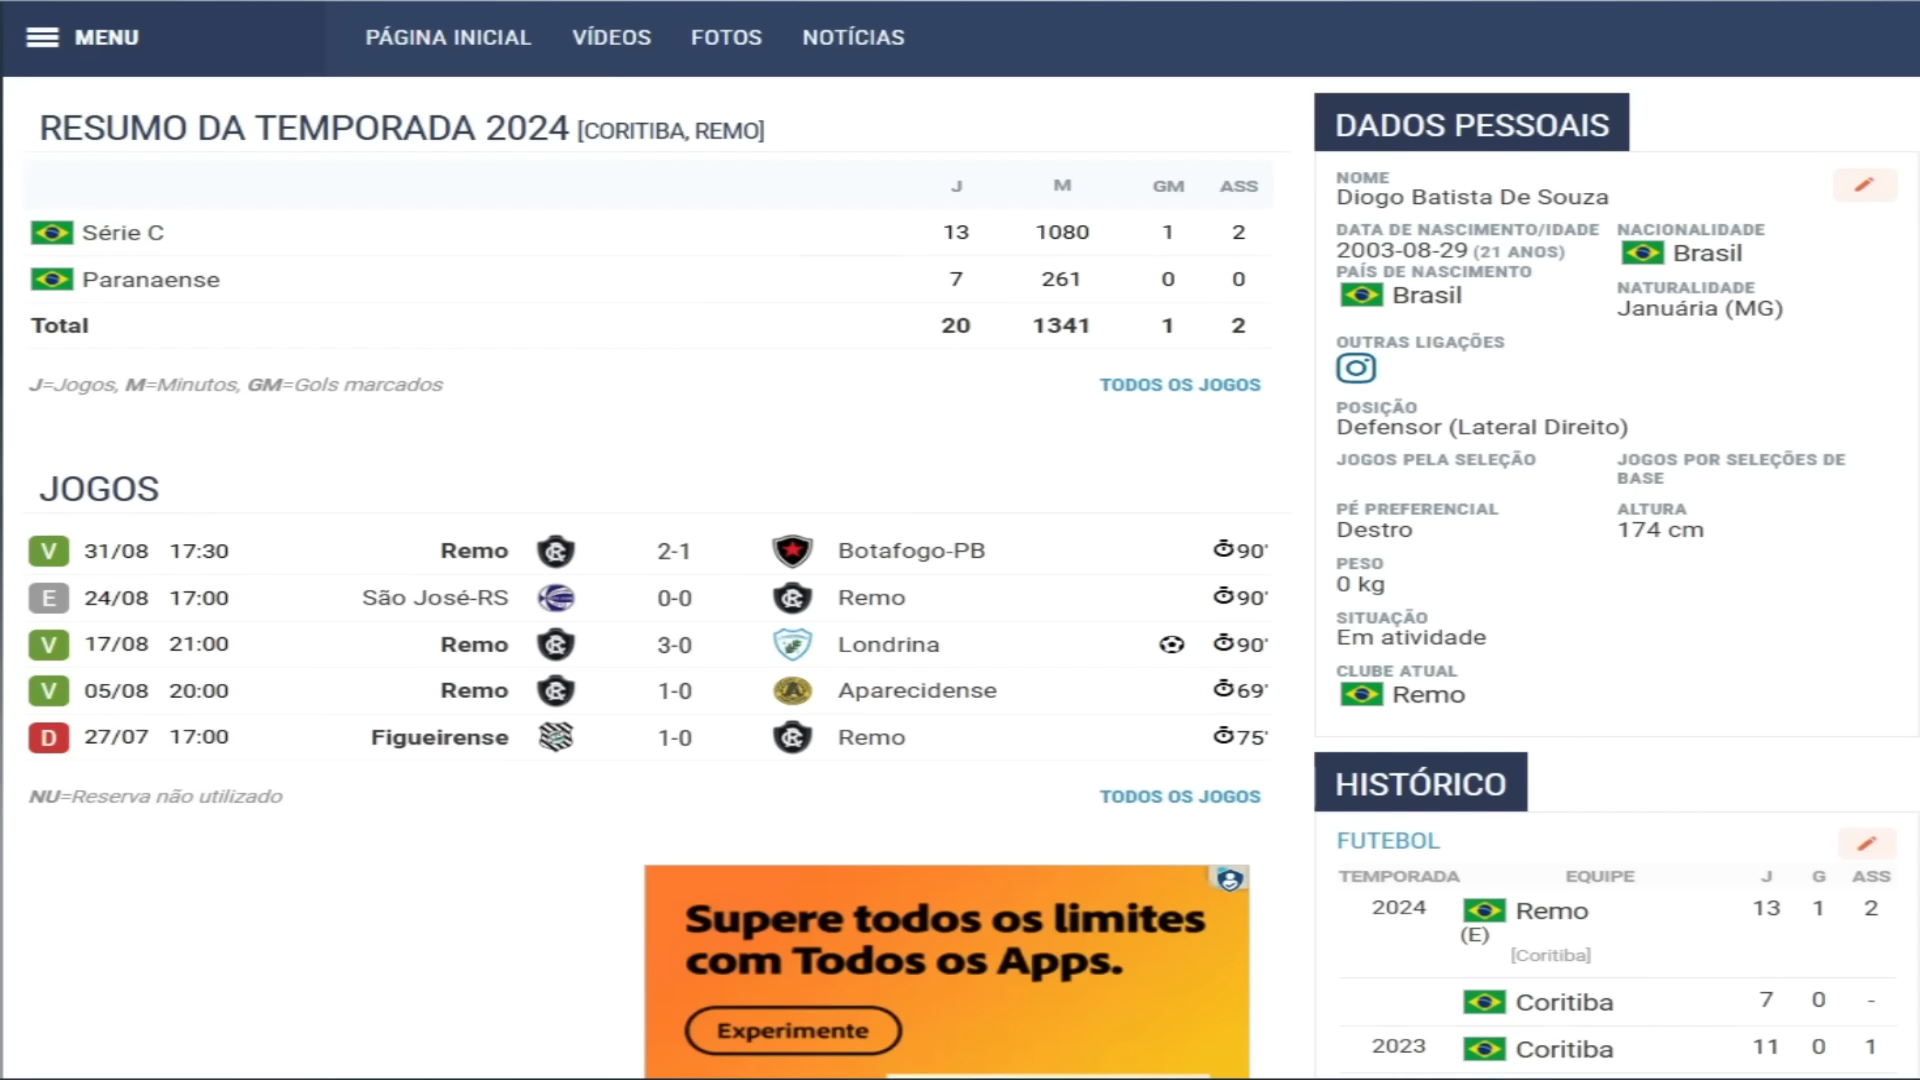 MENU
PÁGINA INICIAL VÍDEOS FOTOS NOTÍCIAS
RESUMO DA TEMPORADA 2024 [CORITIBA, REMO]
J M GM ASS
Série C 13 1080 1 2
Paranaense 7 261 0 0
Total 20 1341 1 2
J=Jogos, M=Minutos, GM=Gols marcados TODOS OS JOGOS
JOGOS
V 31/08 17:30 Remo 2-1 Botafogo-PB 90'
E 24/08 17:00 São José-RS 0-0 Remo 90'
V 17/08 21:00 Remo 3-0 Londrina 90'
V 05/08 20:00 Remo 1-0 Aparecidense 69'
D 27/07 17:00 Figueirense 1-0 Remo 75'
NU=Reserva não utilizado TODOS OS JOGOS
Supere todos os limites
com Todos os Apps.
Experimente
DADOS PESSOAIS
NOME
Diogo Batista De Souza
DATA DE NASCIMENTO/IDADE
2003-08-29 (21 ANOS)
NACIONALIDADE
Brasil
PAÍS DE NASCIMENTO
Brasil
NATURALIDADE
Januária (MG)
OUTRAS LIGAÇÕES
POSIÇÃO
Defensor (Lateral Direito)
JOGOS PELA SELEÇÃO
JOGOS POR SELEÇÕES DE
BASE
PÉ PREFERENCIAL
Destro
ALTURA
174 cm
PESO
0 kg
SITUAÇÃO
Em atividade
CLUBE ATUAL
Remo
HISTÓRICO
FUTEBOL
TEMPORADA EQUIPE J G ASS
2024 Remo 13 1 2
(E)
[Coritiba]
Coritiba 7 0 -
2023 Coritiba 11 0 1